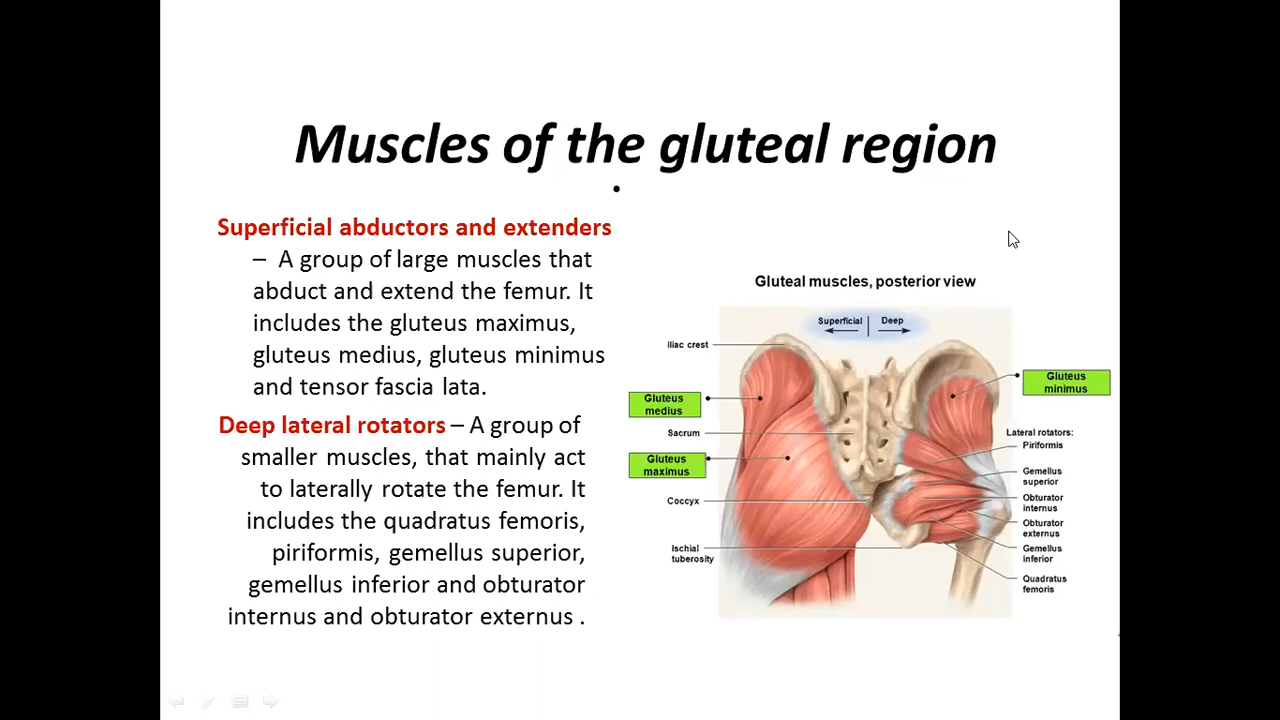 Muscles of the gluteal region
•
Superficial abductors and extenders
– A group of large muscles that
abduct and extend the femur. It
includes the gluteus maximus,
gluteus medius, gluteus minimus
and tensor fascia lata.
Deep lateral rotators – A group of
smaller muscles, that mainly act
to laterally rotate the femur. It
includes the quadratus femoris,
piriformis, gemellus superior,
gemellus inferior and obturator
internus and obturator externus .
Gluteal muscles, posterior view
Superficial
Deep
Iliac crest
Gluteus
medius
Sacrum
Gluteus
maximus
Coccyx
Ischial
tuberosity
Gluteus
minimus
Lateral rotators:
Piriformis
Gemellus
superior
Obturator
internus
Obturator
externus
Gemellus
inferior
Quadratus
femoris